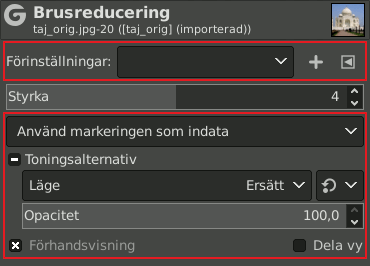 Brusreducering
taj_orig.jpg-20 ([taj_orig] (importerad))
Förinställningar:
Styrka 4
Använd markeringen som indata
Toningsalternativ
Läge Ersätt
Opacitet 100,0
Förhandsvisning Dela vy